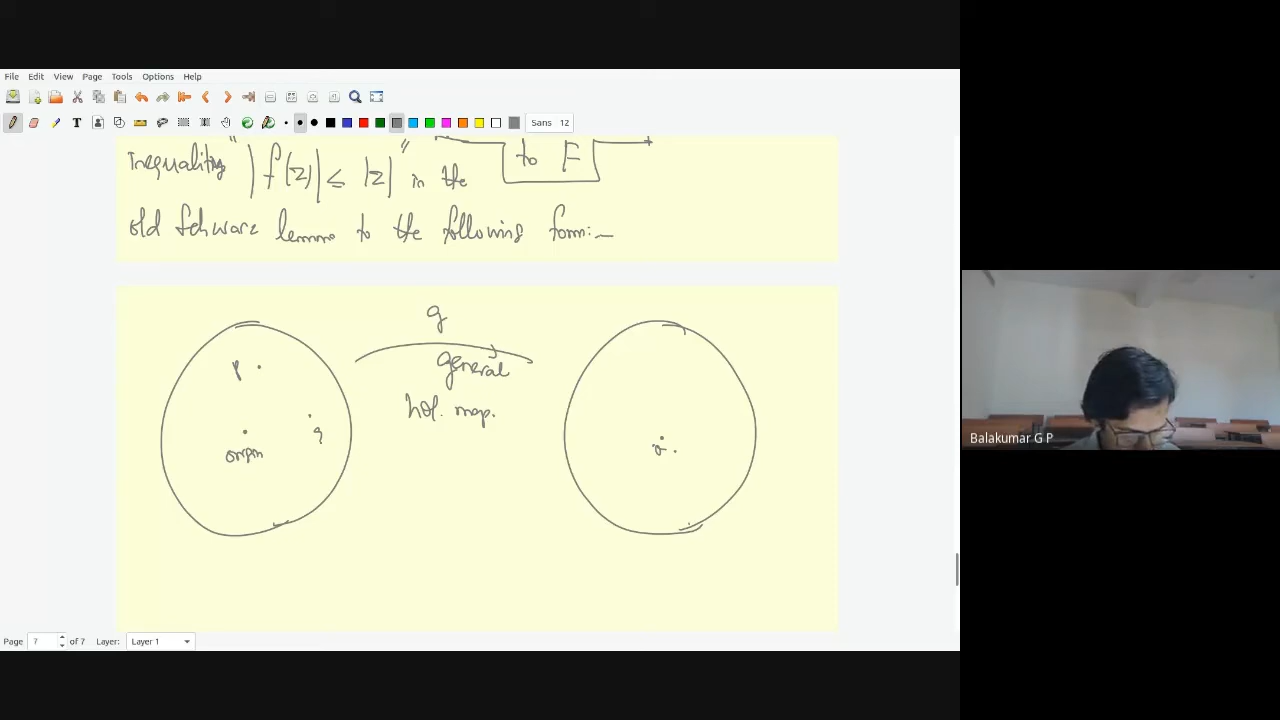 File Edit View Page Tools Options Help
Sans 12
Inequality "|f(z)| ≤ |z|" in the
to F
old Schwarz lemma to the following form:–
g
general
hol. map.
p
q
origin
Balakumar G P
Page 7 of 7 Layer: Layer 1